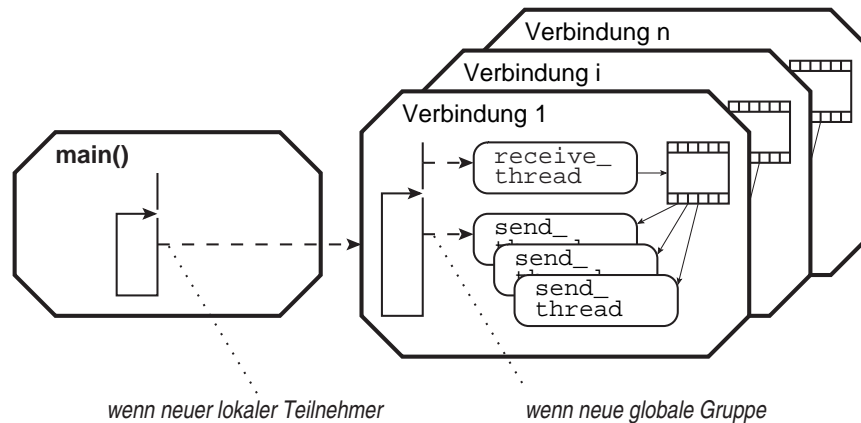 Verbindung n
Verbindung i
Verbindung 1
main()
receive_
thread
send_
send_
send_
thread
wenn neuer lokaler Teilnehmer
wenn neue globale Gruppe